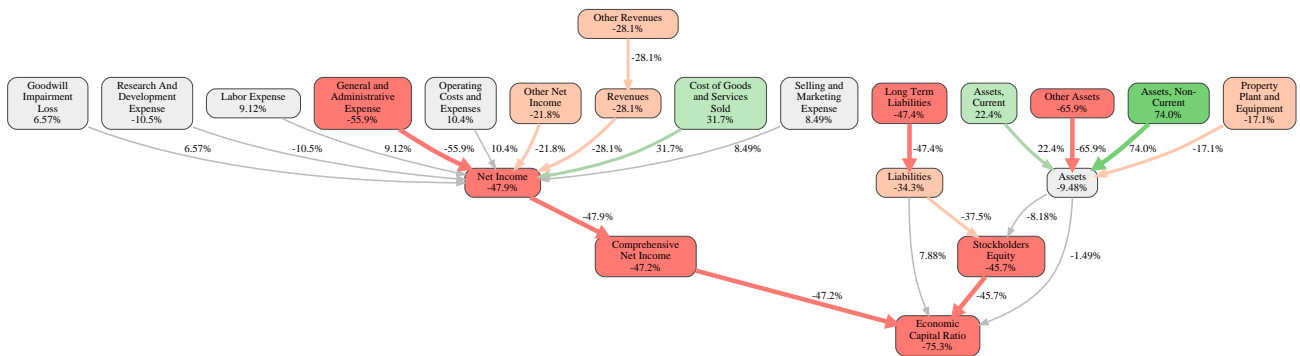 Other Revenues
-28.1%
-28.1%
Goodwill
Impairment
Loss
6.57%
Research And
Development
Expense
-10.5%
Labor Expense
9.12%
General and
Administrative
Expense
-55.9%
Operating
Costs and
Expenses
10.4%
Other Net
Income
-21.8%
Revenues
-28.1%
Cost of Goods
and Services
Sold
31.7%
Selling and
Marketing
Expense
8.49%
Long Term
Liabilities
-47.4%
Assets,
Current
22.4%
Other Assets
-65.9%
Assets, Non-
Current
74.0%
Property
Plant and
Equipment
-17.1%
6.57%
-10.5%
9.12%
-55.9%
10.4%
-21.8%
-28.1%
31.7%
8.49%
-47.4%
22.4%
-65.9%
74.0%
-17.1%
Net Income
-47.9%
Liabilities
-34.3%
Assets
-9.48%
-47.9%
-37.5%
-8.18%
Comprehensive
Net Income
-47.2%
7.88%
Stockholders
Equity
-45.7%
-1.49%
-47.2%
-45.7%
Economic
Capital Ratio
-75.3%